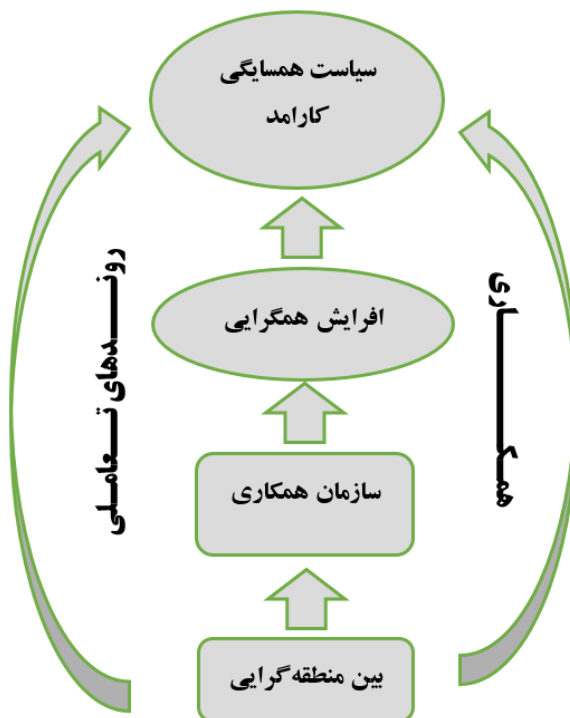 سیاست همسایگی
کارامد
روندهای تعاملی
همکاری
افرایش همگرایی
سازمان همکاری
بین منطقه‌گرایی